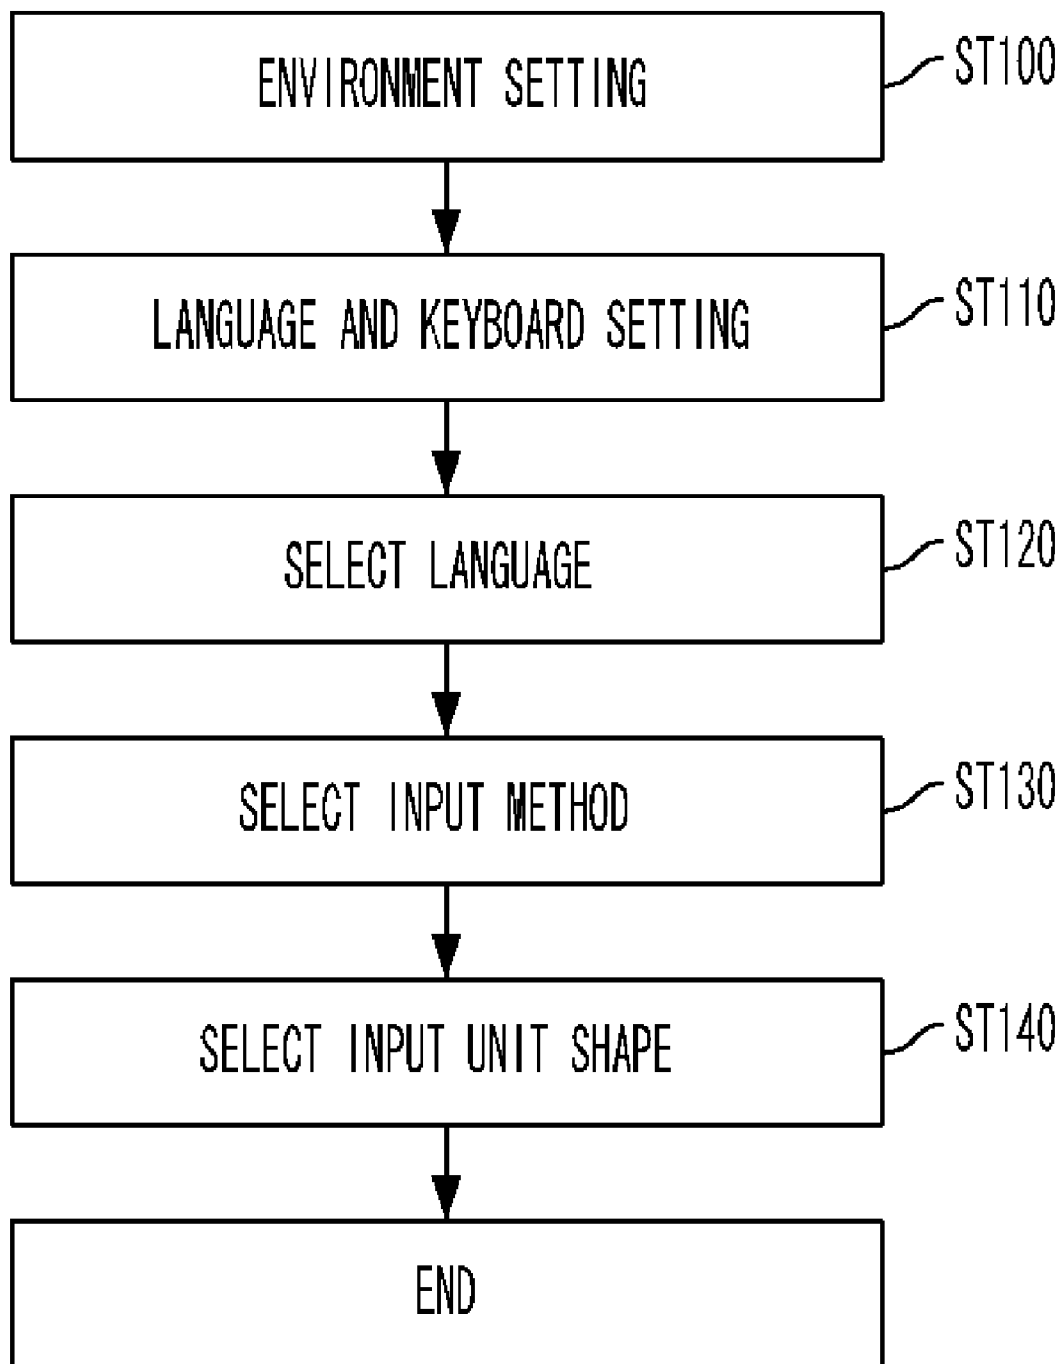 ENVIRONMENT SETTING
ST100
LANGUAGE AND KEYBOARD SETTING
ST110
SELECT LANGUAGE
ST120
SELECT INPUT METHOD
ST130
SELECT INPUT UNIT SHAPE
ST140
END